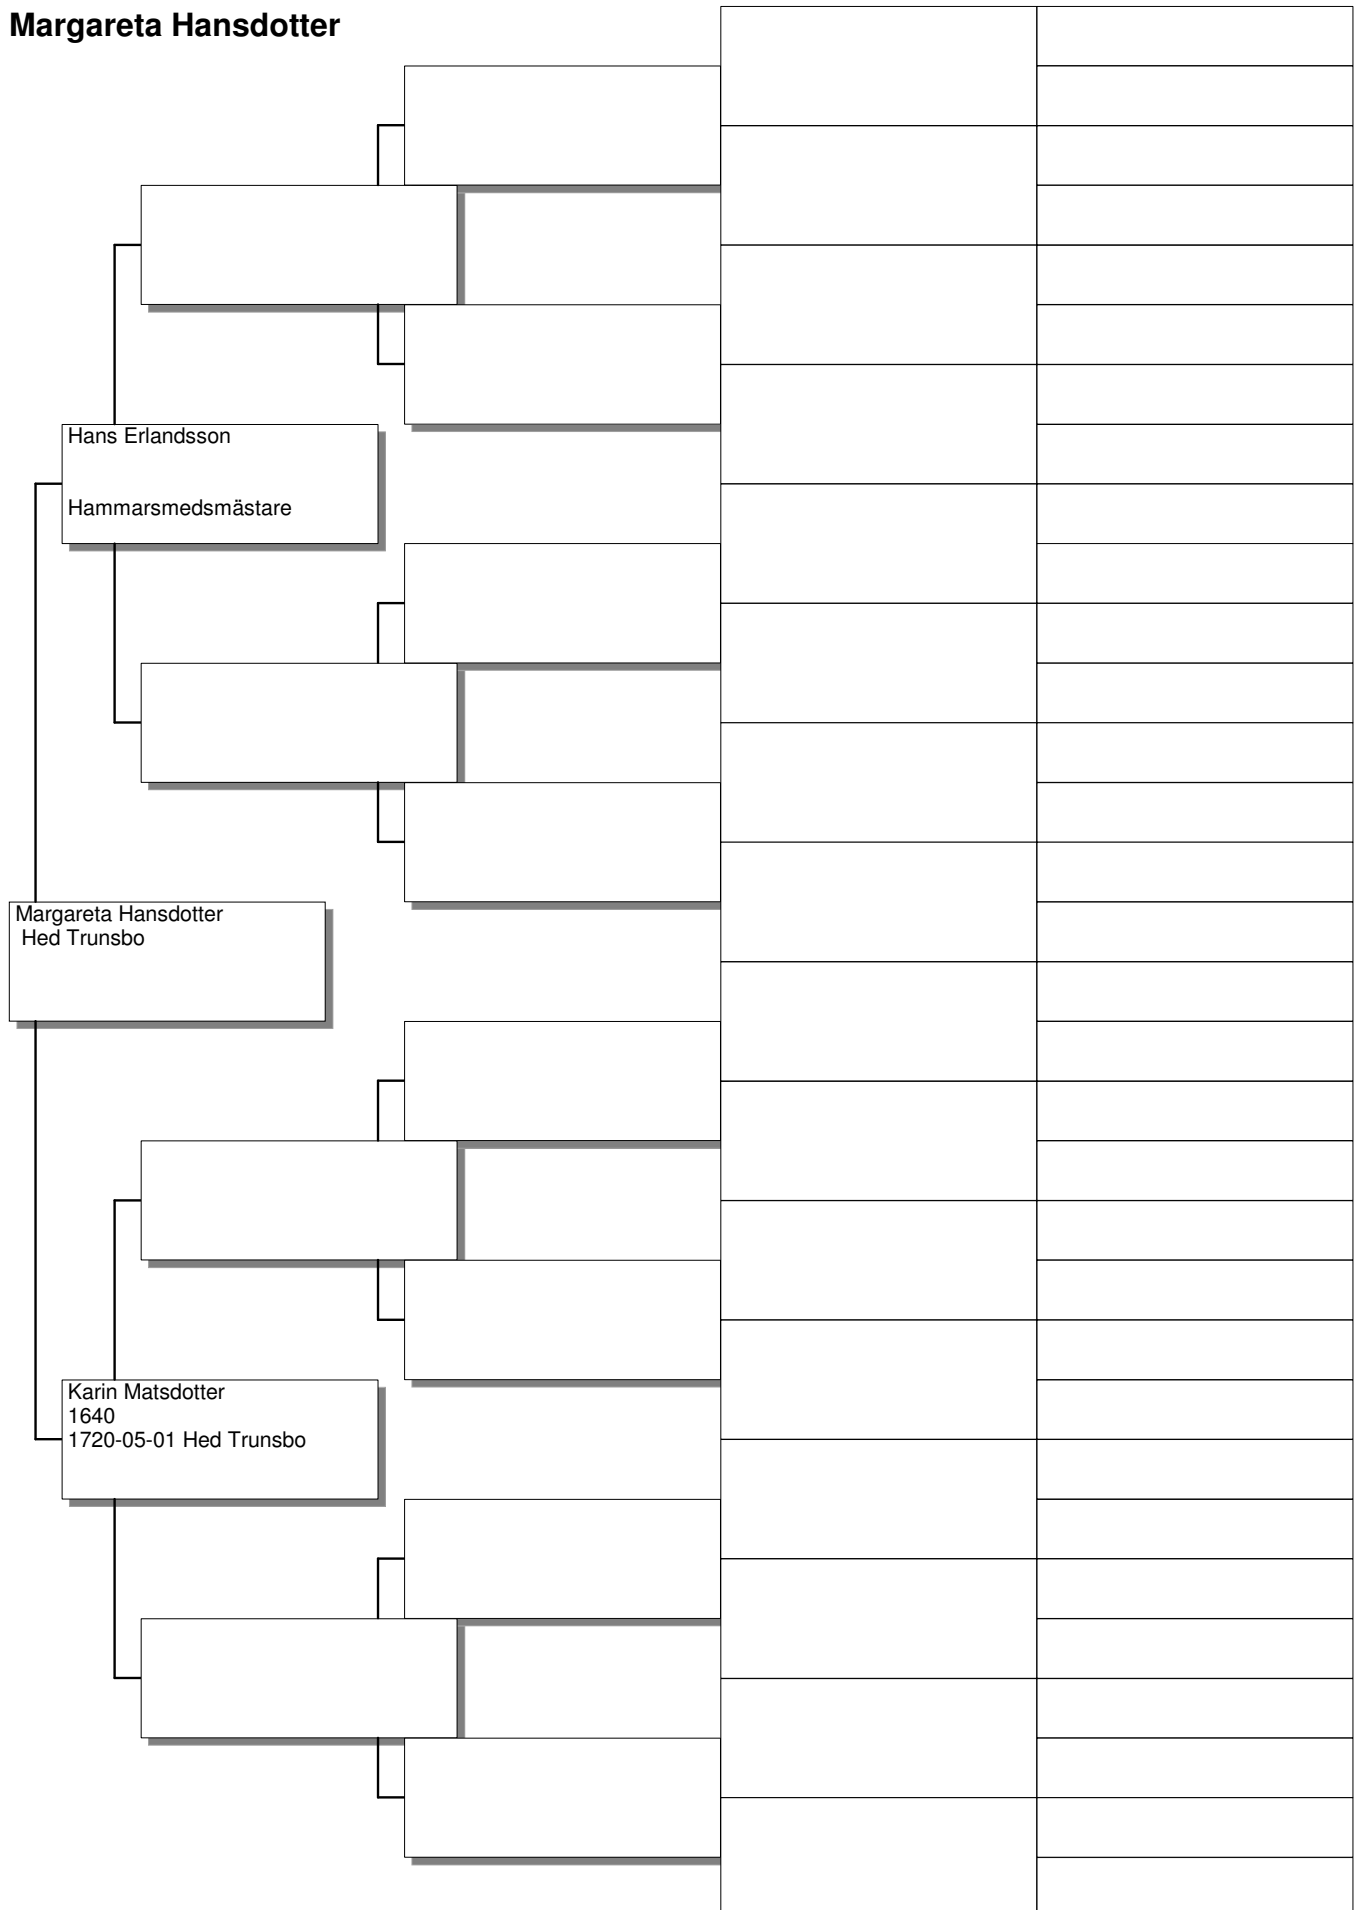 Margareta Hansdotter
Hans Erlandsson
Hammarsmedsmästare
Margareta Hansdotter
Hed Trunsbo
Karin Matsdotter
1640
1720-05-01 Hed Trunsbo